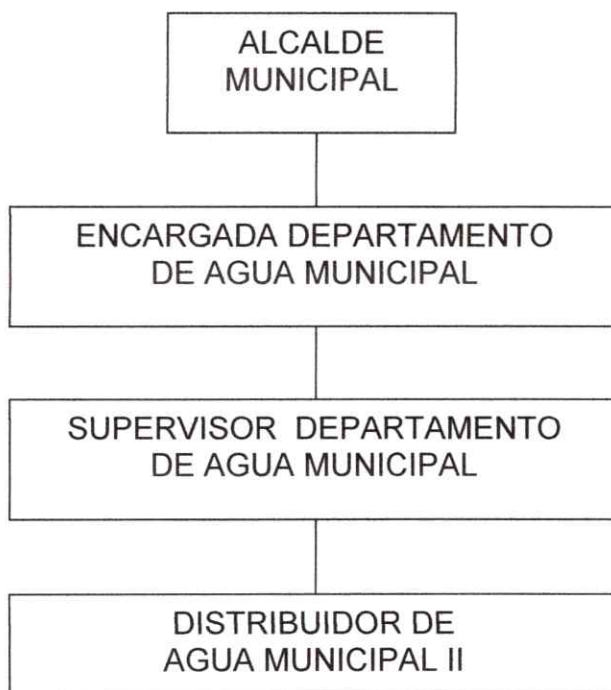 ALCALDE
MUNICIPAL
ENCARGADA DEPARTAMENTO
DE AGUA MUNICIPAL
SUPERVISOR DEPARTAMENTO
DE AGUA MUNICIPAL
DISTRIBUIDOR DE
AGUA MUNICIPAL II